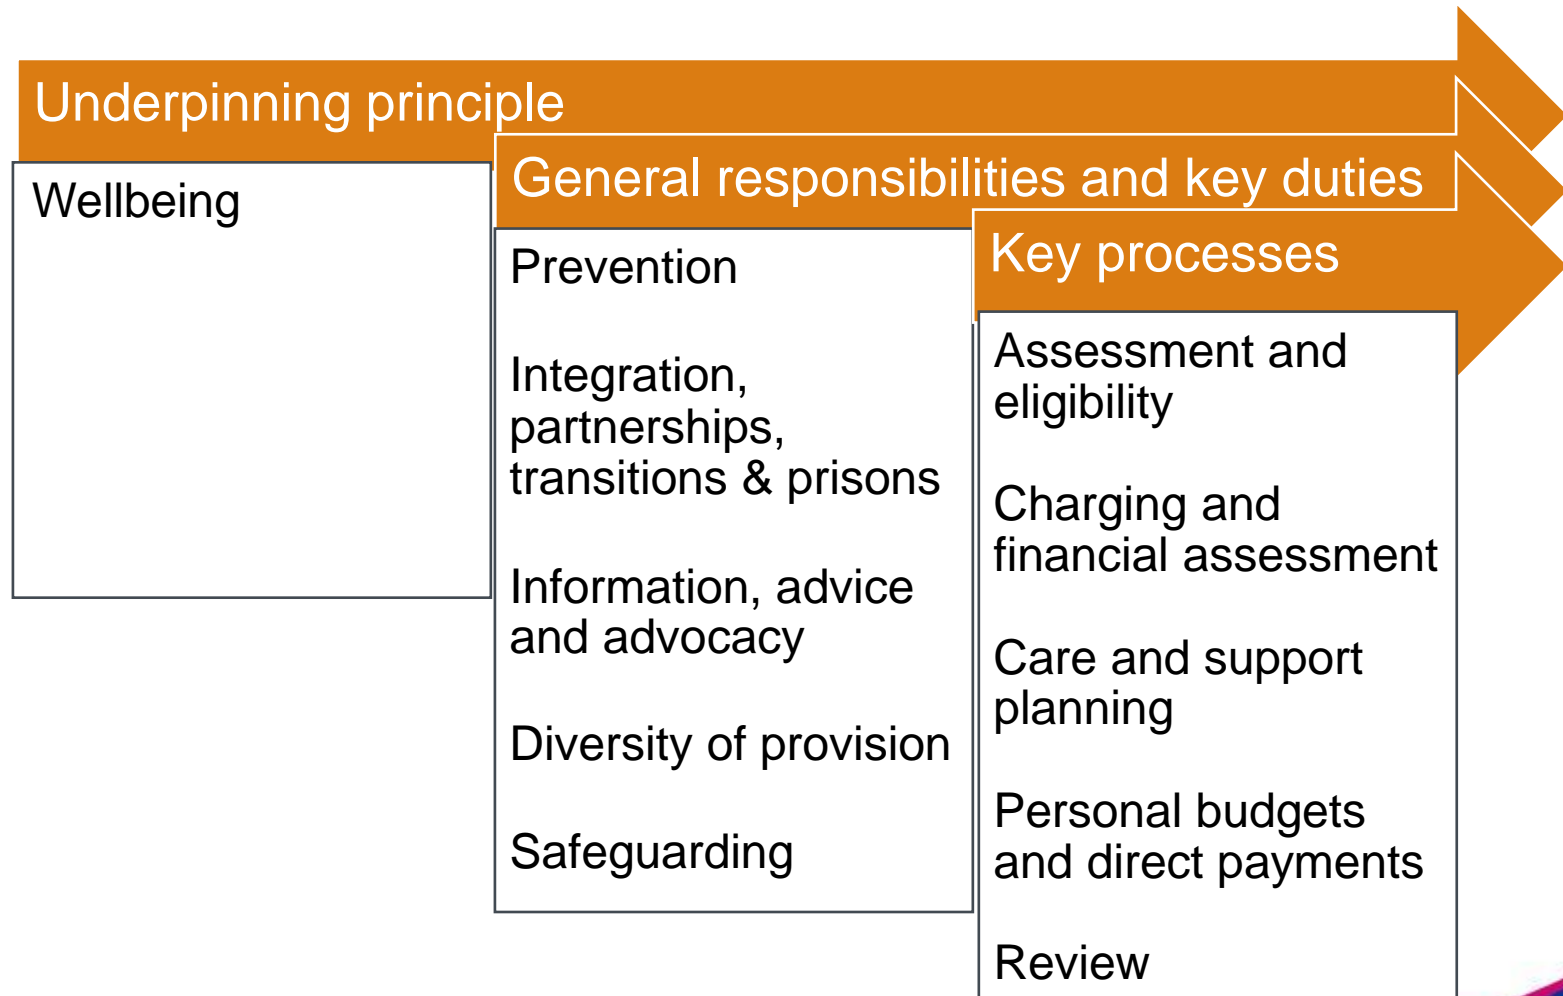 Underpinning principle
Wellbeing
General responsibilities and key duties
Prevention
Integration,
partnerships,
transitions & prisons
Information, advice
and advocacy
Diversity of provision
Safeguarding
Key processes
Assessment and
eligibility
Charging and
financial assessment
Care and support
planning
Personal budgets
and direct payments
Review